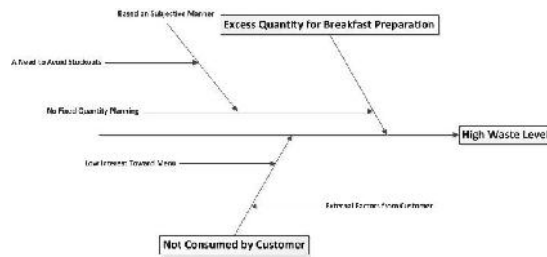 Based on Subjective Manner
Excess Quantity for Breakfast Preparation
A Need to Avoid Stockouts
No Fixed Quantity Planning
High Waste Level
Low Interest Toward Menu
External Factors from Customer
Not Consumed by Customer